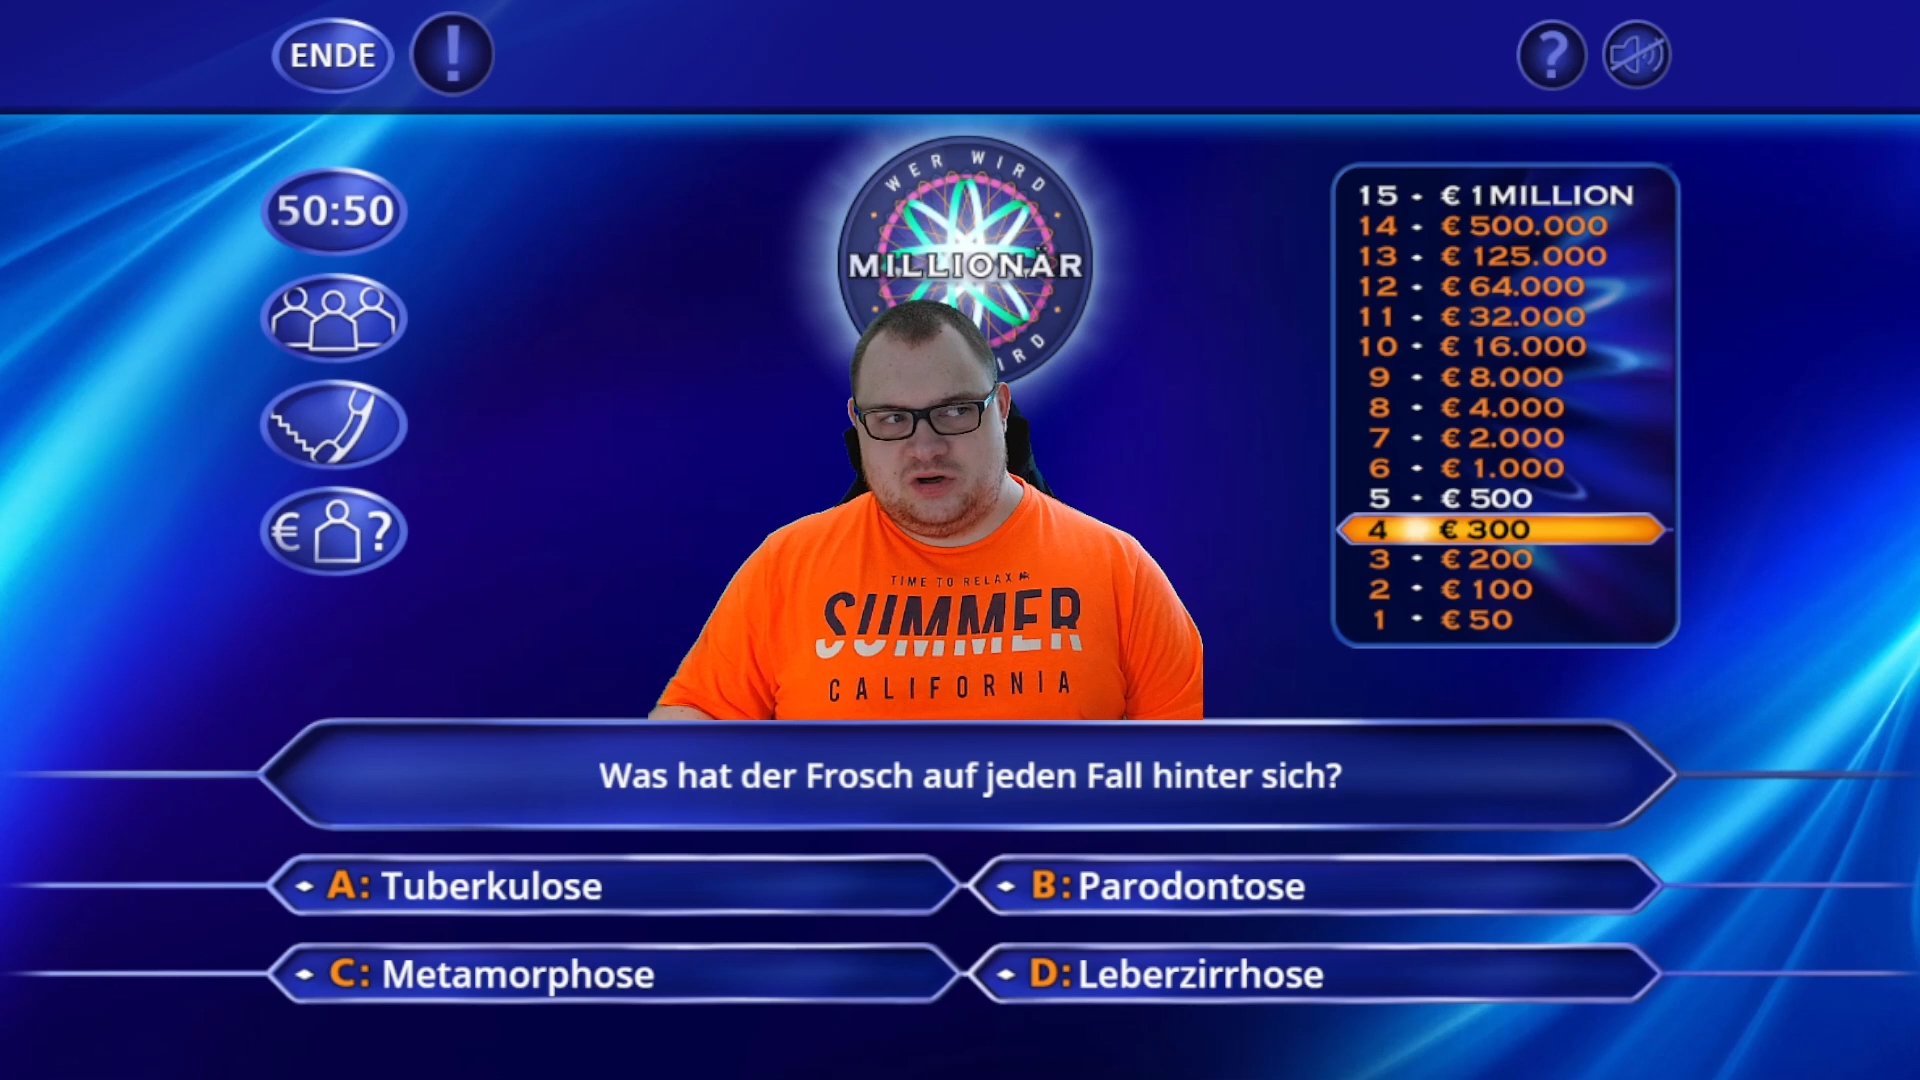 ENDE
!
?
50:50
€ ?
WER WIRD
MILLIONÄR
IRD
15 · € 1 MILLION
14 · € 500.000
13 · € 125.000
12 · € 64.000
11 · € 32.000
10 · € 16.000
9 · € 8.000
8 · € 4.000
7 · € 2.000
6 · € 1.000
5 · € 500
4 € 300
3 · € 200
2 · € 100
1 · € 50
TIME TO RELAX
SUMMER
CALIFORNIA
Was hat der Frosch auf jeden Fall hinter sich?
A: Tuberkulose
B: Parodontose
C: Metamorphose
D: Leberzirrhose